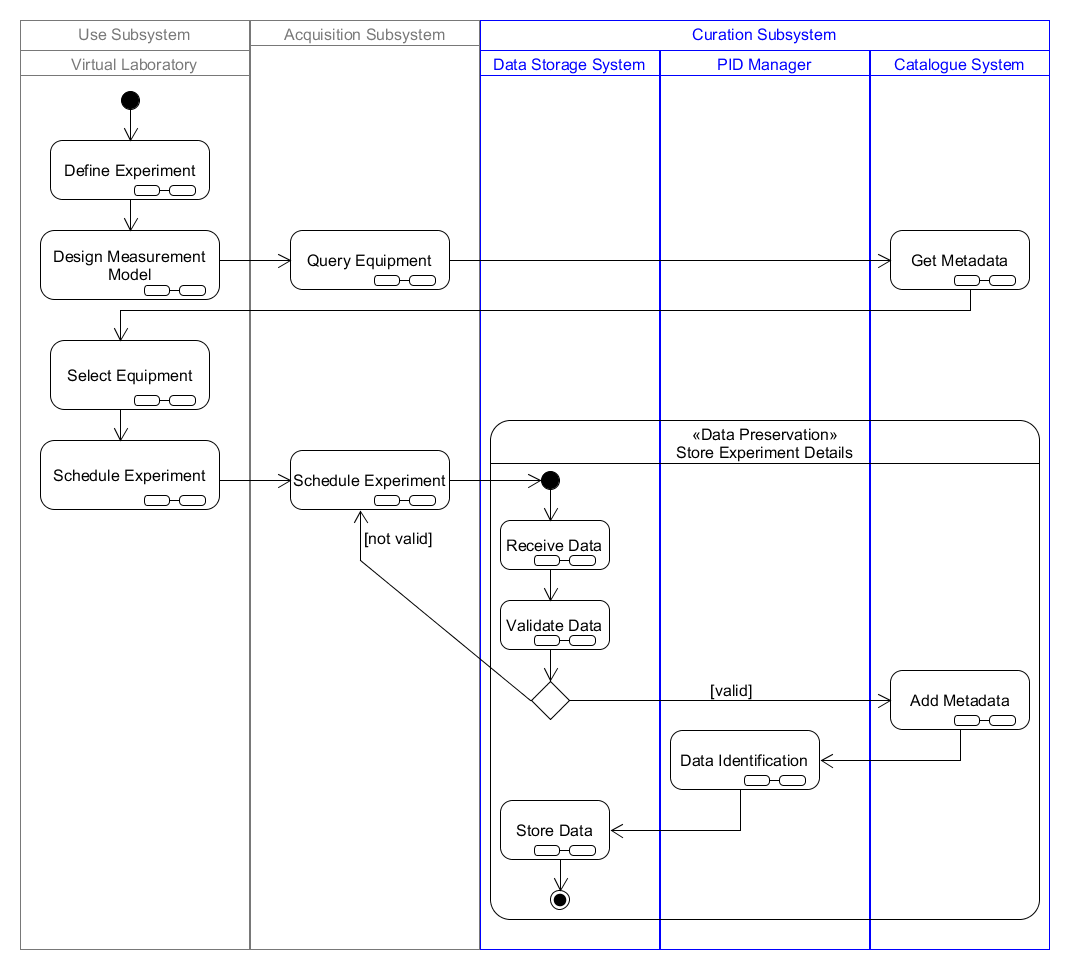 Use Subsystem
Acquisition Subsystem
Curation Subsystem
Virtual Laboratory
Data Storage System
PID Manager
Catalogue System
Define Experiment
Design Measurement
Model
Query Equipment
Get Metadata
Select Equipment
«Data Preservation»
Store Experiment Details
Schedule Experiment
Schedule Experiment
[not valid]
Receive Data
Validate Data
[valid]
Add Metadata
Data Identification
Store Data